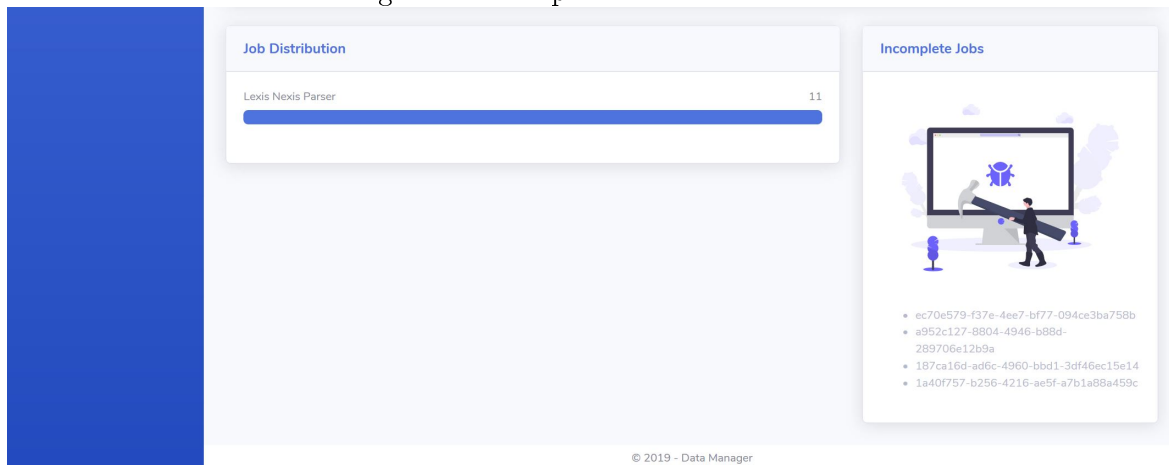 Job Distribution
Lexis Nexis Parser 11
Incomplete Jobs
ec70e579-f37e-4ee7-bf77-094ce3ba758b
a952c127-8804-4946-b88d-
289706e12b9a
187ca16d-ad6c-4960-bbd1-3df46ec15e14
1a40f757-b256-4216-ae5f-a7b1a88a459c
© 2019 - Data Manager